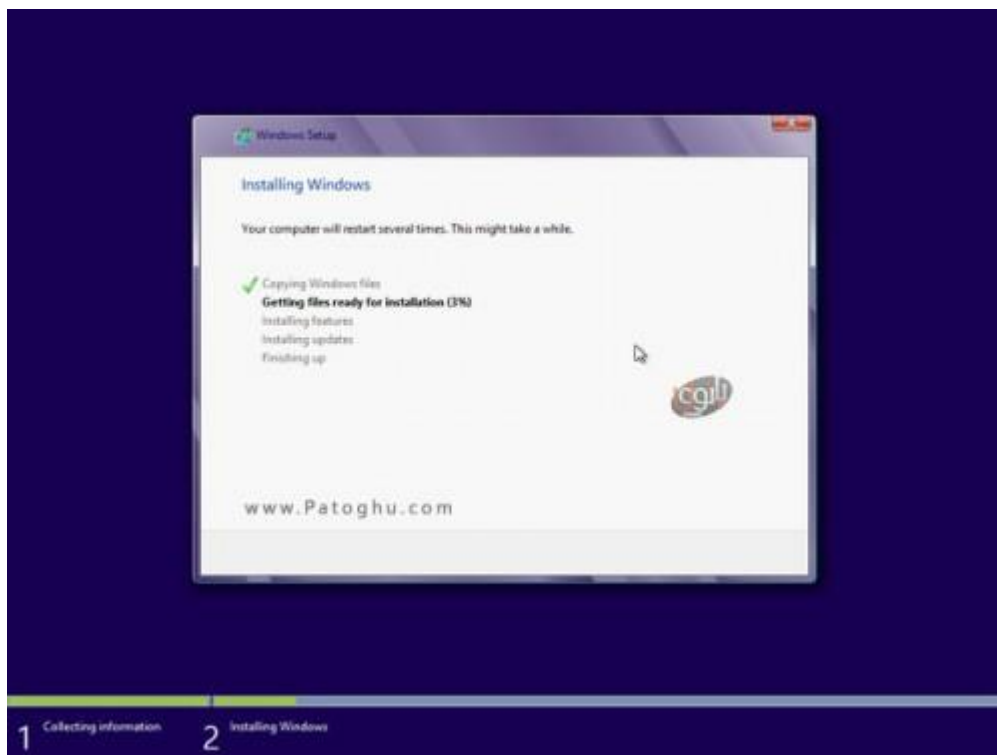 Windows Setup
Installing Windows
Your computer will restart several times. This might take a while.
Copying Windows files
Getting files ready for installation (3%)
Installing features
Installing updates
Finishing up
www.Patoghu.com
1 Collecting information
2 Installing Windows